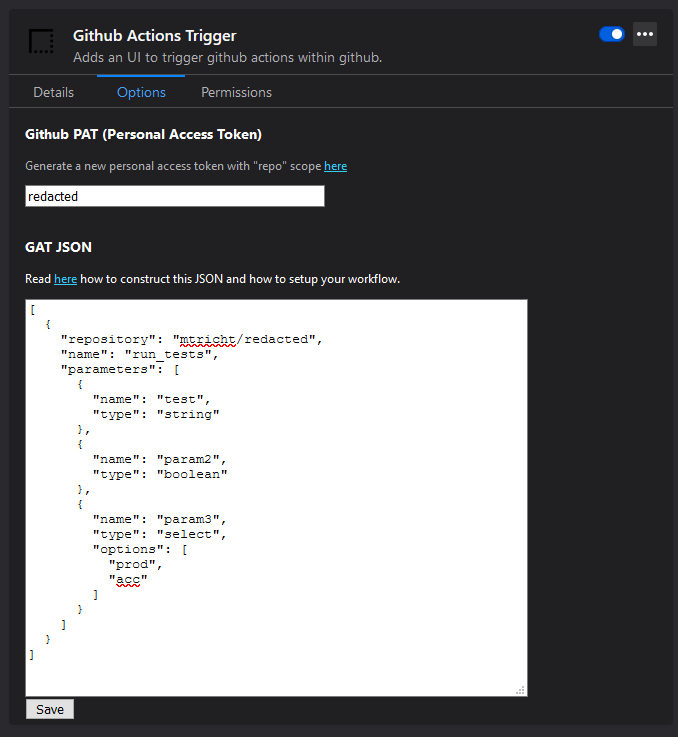 Github Actions Trigger
Adds an UI to trigger github actions within github.
Details Options Permissions
Github PAT (Personal Access Token)
Generate a new personal access token with "repo" scope here
redacted
GAT JSON
Read here how to construct this JSON and how to setup your workflow.
[
  {
    "repository": "mtricht/redacted",
    "name": "run_tests",
    "parameters": [
      {
        "name": "test",
        "type": "string"
      },
      {
        "name": "param2",
        "type": "boolean"
      },
      {
        "name": "param3",
        "type": "select",
        "options": [
          "prod",
          "acc"
        ]
      }
    ]
  }
]
Save